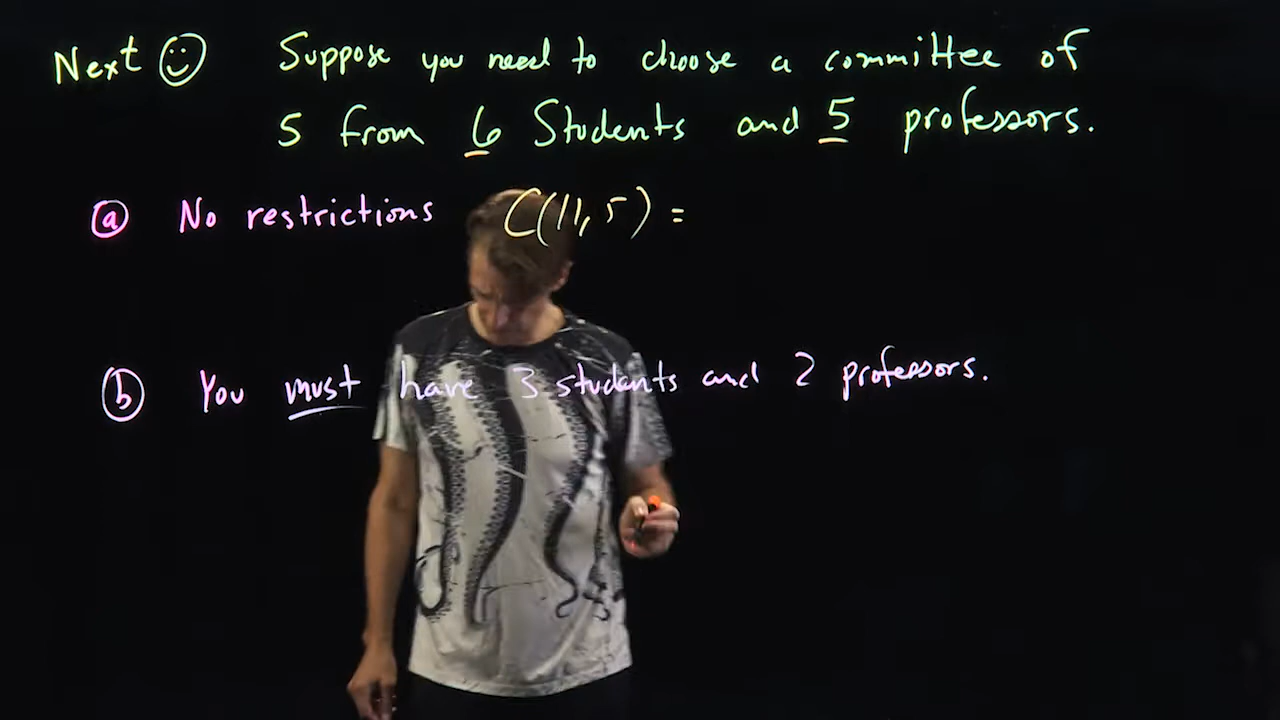 Next ☺ Suppose you need to choose a committee of
5 from 6 Students and 5 professors.
ⓐ No restrictions C(11,5) =
ⓑ You must have 3 students and 2 professors.